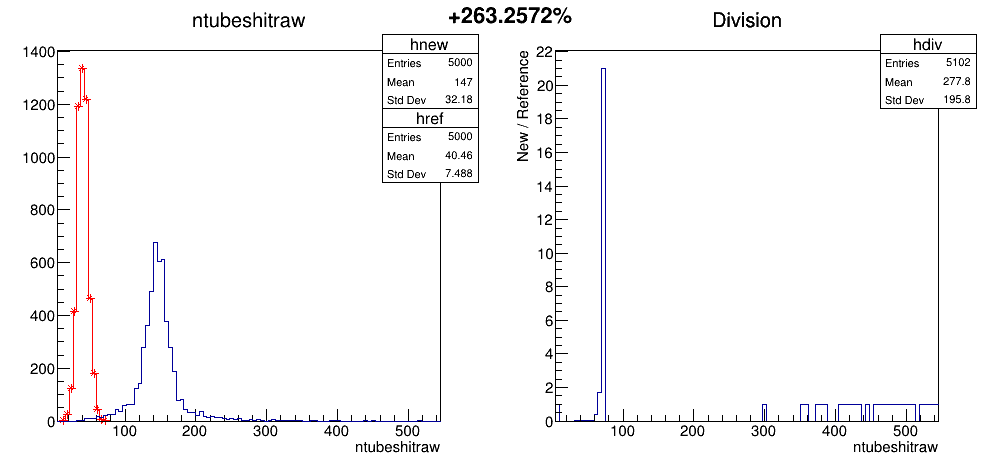 +263.2572%
ntubeshitraw
hnew
Entries 5000
Mean 147
Std Dev 32.18
href
Entries 5000
Mean 40.46
Std Dev 7.488
1400
1200
1000
800
600
400
200
0
100 200 300 400 500
ntubeshitraw
Division
hdiv
Entries 5102
Mean 277.8
Std Dev 195.8
New / Reference
22
20
18
16
14
12
10
8
6
4
2
0
100 200 300 400 500
ntubeshitraw